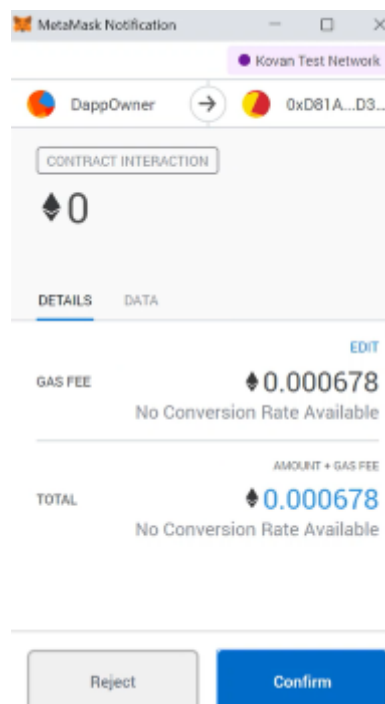 MetaMask Notification
Kovan Test Network
DappOwner
0xD81A...D3...
CONTRACT INTERACTION
0
DETAILS DATA
EDIT
GAS FEE 0.000678
No Conversion Rate Available
AMOUNT + GAS FEE
TOTAL 0.000678
No Conversion Rate Available
Reject Confirm